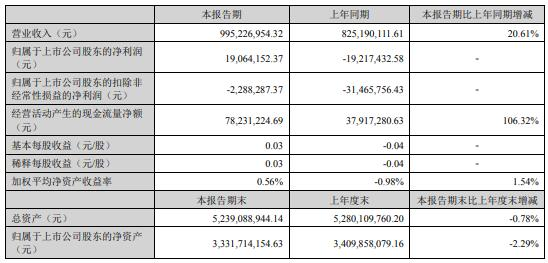 本报告期 上年同期 本报告期比上年同期增减
营业收入（元） 995,226,954.32 825,190,111.61 20.61%
归属于上市公司股东的净利润
（元） 19,064,152.37 -19,217,432.58 -
归属于上市公司股东的扣除非
经常性损益的净利润（元） -2,288,287.37 -31,465,756.43 -
经营活动产生的现金流量净额
（元） 78,231,224.69 37,917,280.63 106.32%
基本每股收益（元/股） 0.03 -0.04 -
稀释每股收益（元/股） 0.03 -0.04 -
加权平均净资产收益率 0.56% -0.98% 1.54%
本报告期末 上年度末 本报告期末比上年度末增减
总资产（元） 5,239,088,944.14 5,280,109,760.20 -0.78%
归属于上市公司股东的净资产
（元） 3,331,714,154.63 3,409,858,079.16 -2.29%